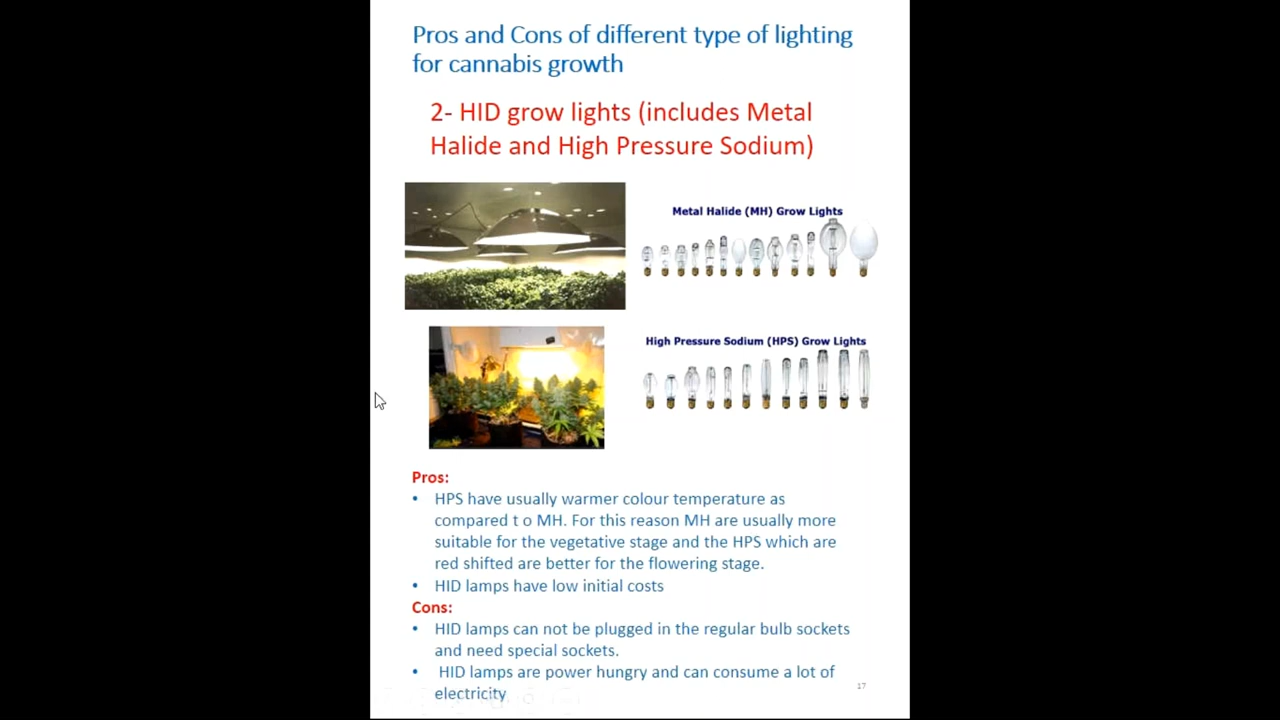 Pros and Cons of different type of lighting
for cannabis growth
2- HID grow lights (includes Metal
Halide and High Pressure Sodium)
Metal Halide (MH) Grow Lights
High Pressure Sodium (HPS) Grow Lights
Pros:
• HPS have usually warmer colour temperature as
compared t o MH. For this reason MH are usually more
suitable for the vegetative stage and the HPS which are
red shifted are better for the flowering stage.
• HID lamps have low initial costs
Cons:
• HID lamps can not be plugged in the regular bulb sockets
and need special sockets.
• HID lamps are power hungry and can consume a lot of
electricity
17